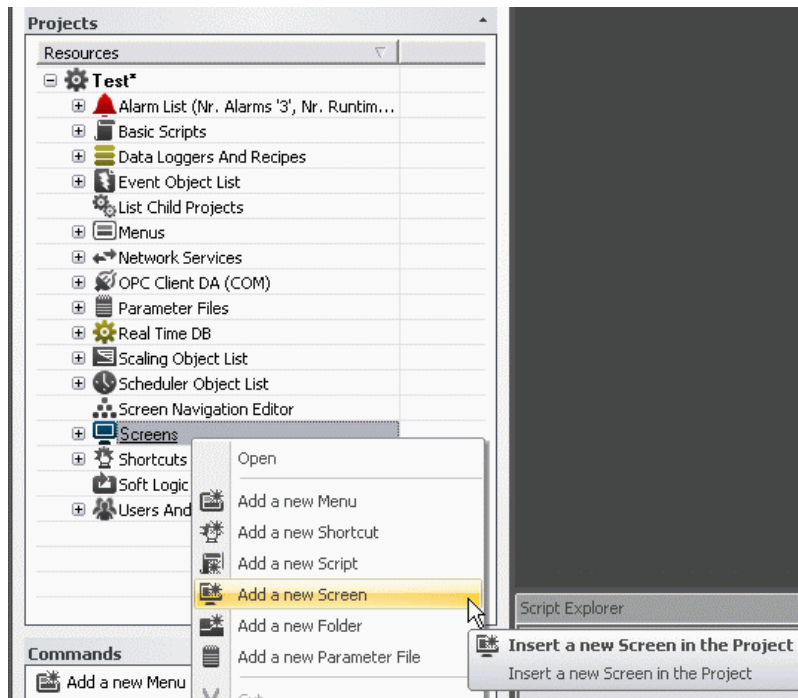 Projects
Resources
Test*
Alarm List (Nr. Alarms '3', Nr. Runtim...
Basic Scripts
Data Loggers And Recipes
Event Object List
List Child Projects
Menus
Network Services
OPC Client DA (COM)
Parameter Files
Real Time DB
Scaling Object List
Scheduler Object List
Screen Navigation Editor
Screens
Shortcuts
Soft Logic
Users And
Open
Add a new Menu
Add a new Shortcut
Add a new Script
Add a new Screen
Add a new Folder
Add a new Parameter File
Script Explorer
Insert a new Screen in the Project
Insert a new Screen in the Project
Commands
Add a new Menu